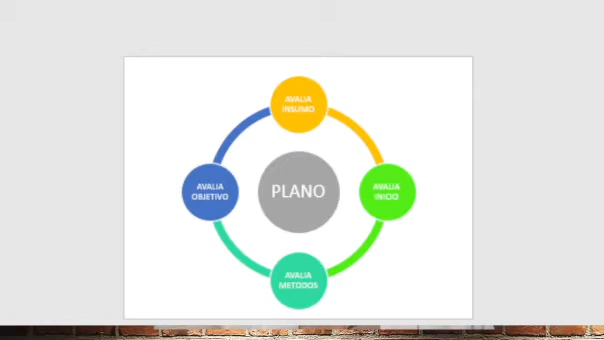 AVALIA
INSUMO
AVALIA
OBJETIVO
PLANO
AVALIA
INICIO
AVALIA
METODOS